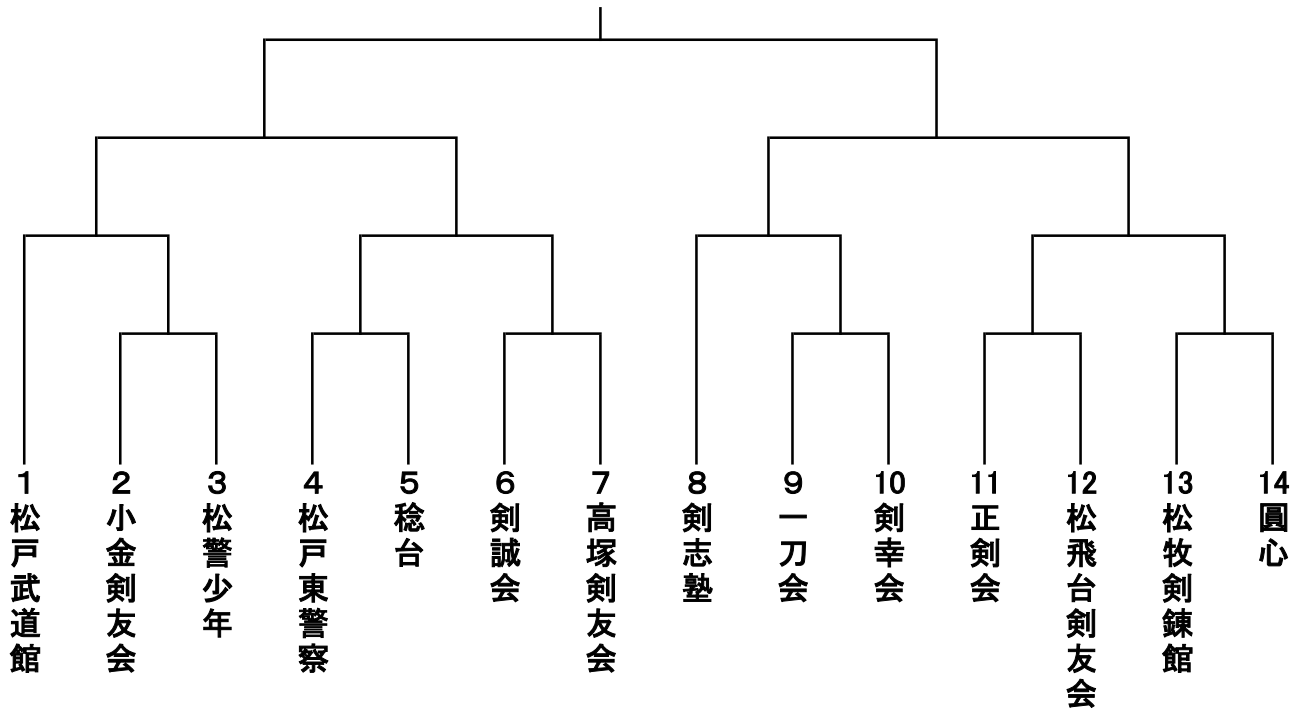 1 松戸武道館
2 小金剣友会
3 松警少年
4 松戸東警察
5 稔台
6 剣誠会
7 高塚剣友会
8 剣志塾
9 一刀会
10 剣幸会
11 正剣会
12 松飛台剣友会
13 松牧剣錬館
14 圓心